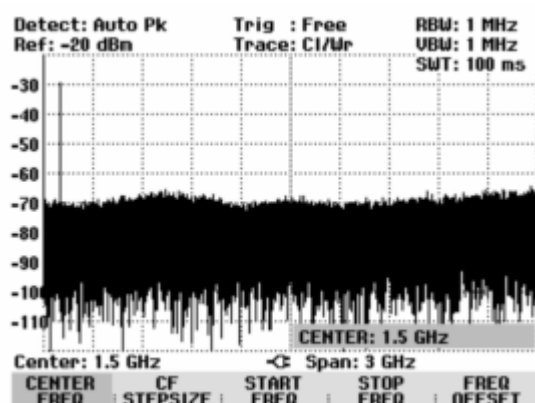 Detect: Auto Pk Trig : Free RBW: 1 MHz
Ref: -20 dBm Trace: Cl/Wr VBW: 1 MHz
SWT: 100 ms
-30
-40
-50
-60
-70
-80
-90
-100
-110
CENTER: 1.5 GHz
Center: 1.5 GHz Span: 3 GHz
CENTER CF START STOP FREQ
FREQ STEPSIZE FREQ FREQ OFFSET